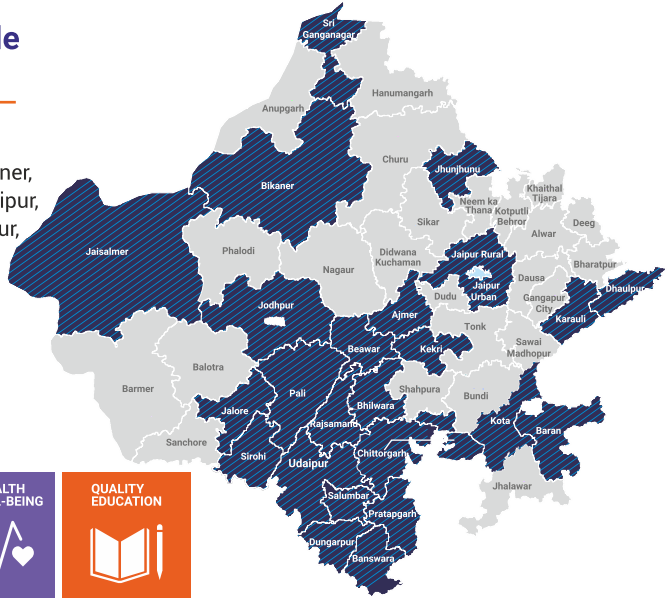 le
ner,
ipur,
ur,
Sri
Ganganagar
Hanumangarh
Anupgarh
Churu
Jhunjhunu
Bikaner
Khaithal
Tijara
Neem ka
Thana
Kotputli
Behror
Sikar
Deeg
Alwar
Jaisalmer
Phalodi
Didwana
Kuchaman
Jaipur Rural
Bharatpur
Nagaur
Dausa
Jaipur
Urban
Dhaulpur
Dudu
Gangapur
City
Jodhpur
Ajmer
Karauli
Tonk
Beawar
Kekri
Sawai
Madhopur
Balotra
Barmer
Pali
Shahpura
Bundi
Jalore
Bhilwara
Rajsamand
Kota
Baran
Sanchore
Sirohi
Udaipur
Chittorgarh
Jhalawar
Salumbar
Pratapgarh
Dungarpur
Banswara
ALTH
L-BEING
QUALITY
EDUCATION